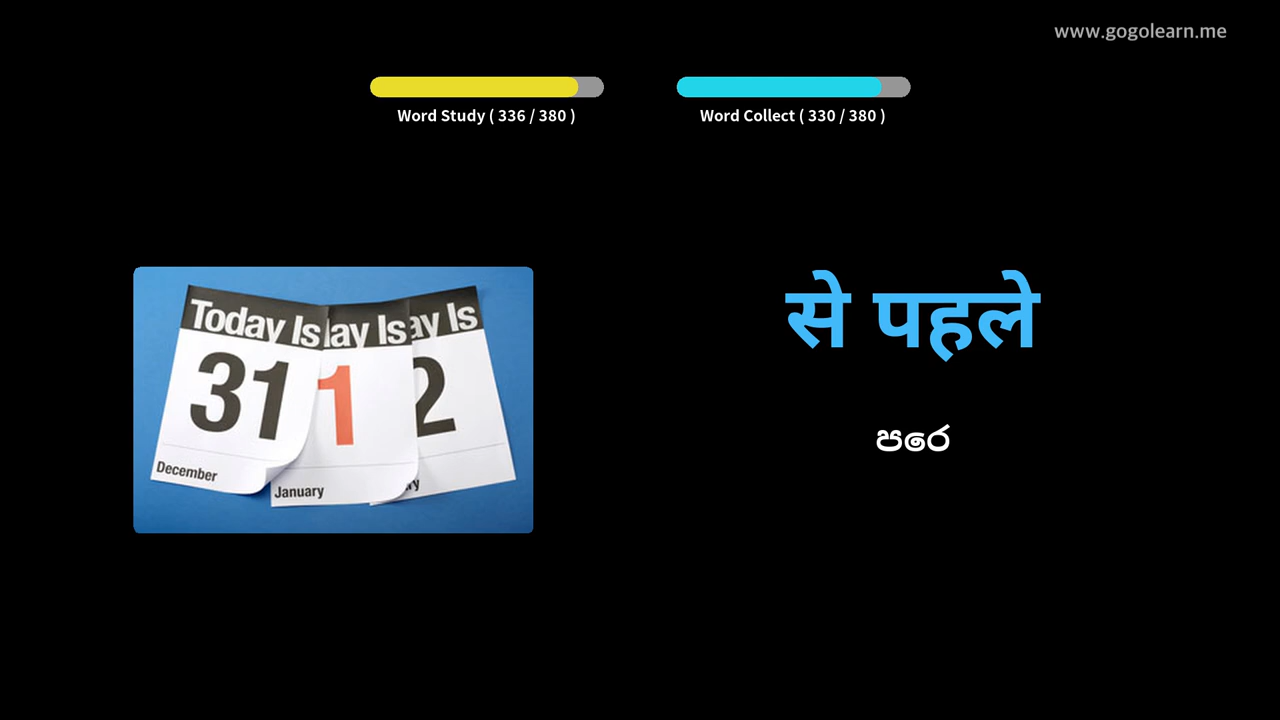 www.gogolearn.me
Word Study ( 336 / 380 )
Word Collect ( 330 / 380 )
से पहले
පෙර
Today Is
31
December
lay Is
1
January
ay Is
2
ry